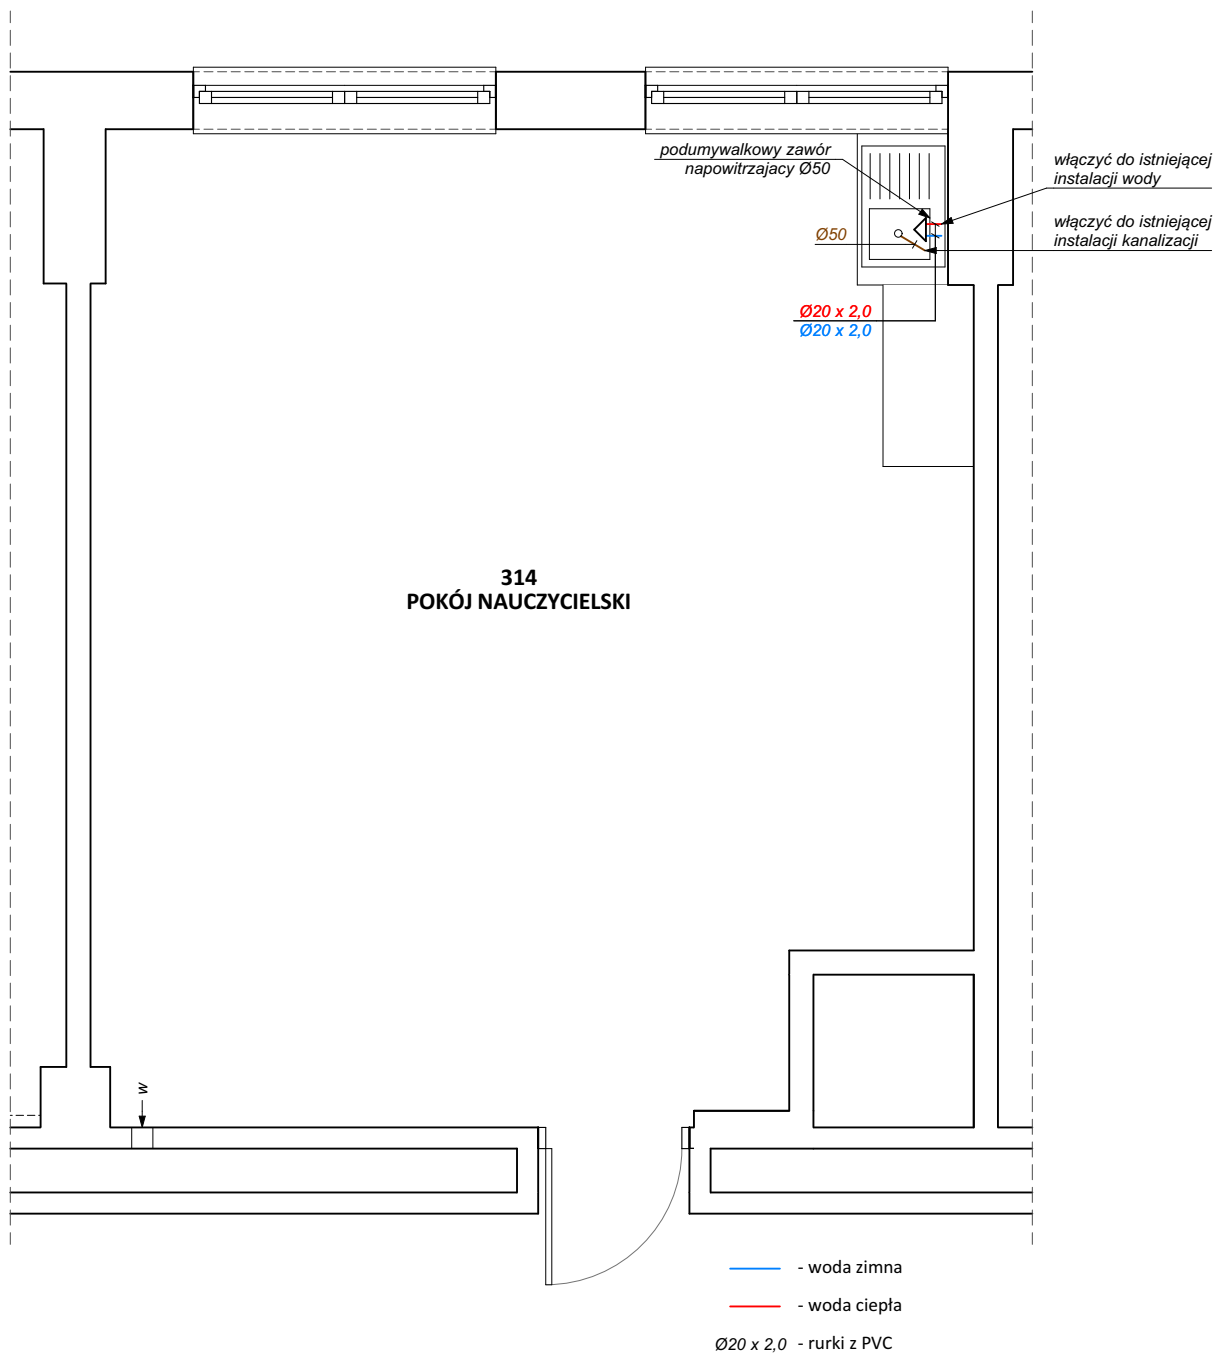 podumywalkowy zawór
napowitrzajacy Ø50
włączyć do istniejącej
instalacji wody
włączyć do istniejącej
instalacji kanalizacji
Ø50
Ø20 x 2,0
Ø20 x 2,0
314
POKÓJ NAUCZYCIELSKI
w
- woda zimna
- woda ciepła
Ø20 x 2,0 - rurki z PVC